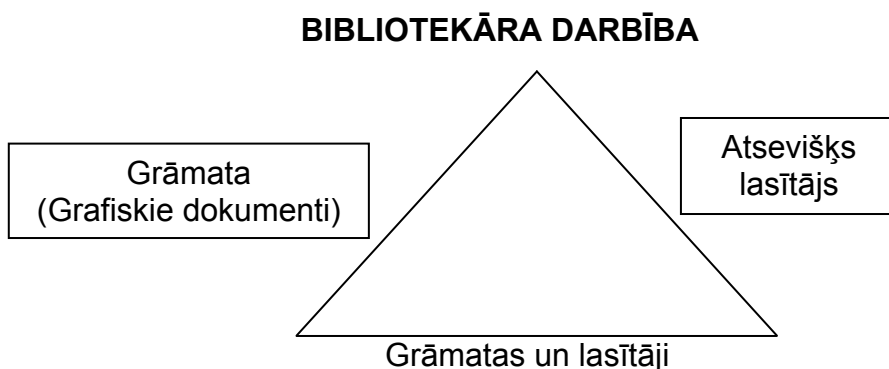 BIBLIOTEKĀRA DARBĪBA
Grāmata
(Grafiskie dokumenti)
Atsevišķs
lasītājs
Grāmatas un lasītāji